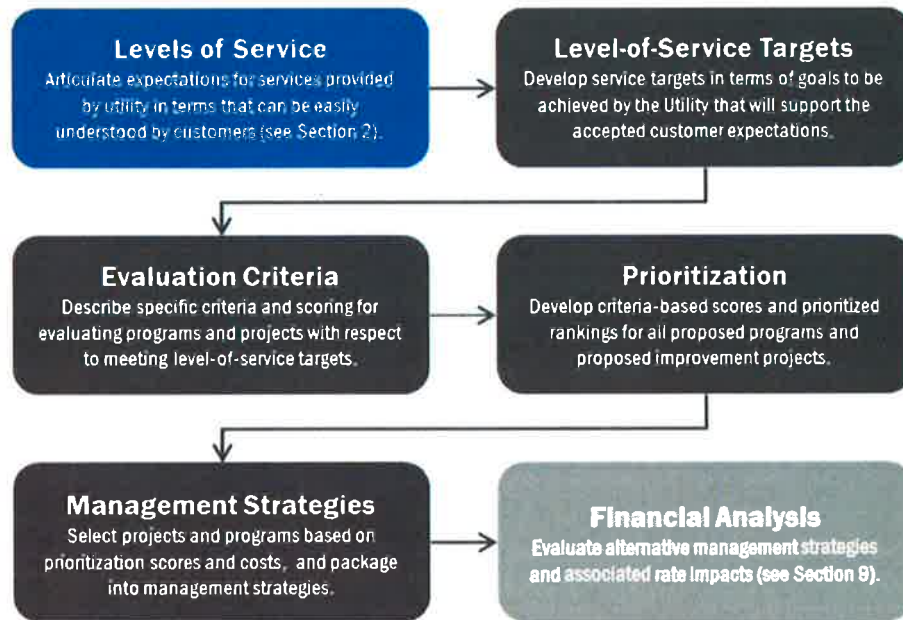 Levels of Service
Articulate expectations for services provided
by utility in terms that can be easily
understood by customers (see Section 2).
Level-of-Service Targets
Develop service targets in terms of goals to be
achieved by the Utility that will support the
accepted customer expectations.
Evaluation Criteria
Describe specific criteria and scoring for
evaluating programs and projects with respect
to meeting level-of-service targets.
Prioritization
Develop criteria-based scores and prioritized
rankings for all proposed programs and
proposed improvement projects.
Management Strategies
Select projects and programs based on
prioritization scores and costs, and package
into management strategies.
Financial Analysis
Evaluate alternative management strategies
and associated rate impacts (see Section 9).